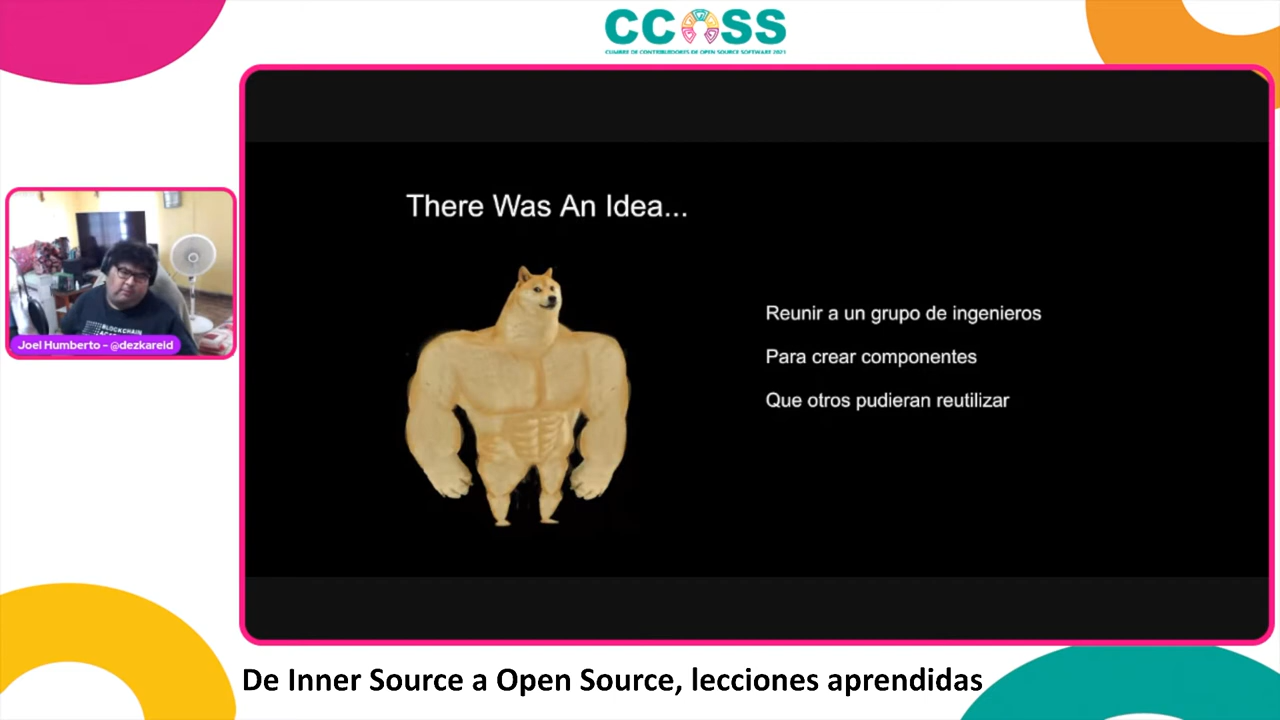 CCOSS
CUMBRE DE CONTRIBUIDORES DE OPEN SOURCE SOFTWARE 2021
There Was An Idea...
Reunir a un grupo de ingenieros
Para crear componentes
Que otros pudieran reutilizar
BLOCKCHAIN
Joel Humberto - @dezkareid
De Inner Source a Open Source, lecciones aprendidas